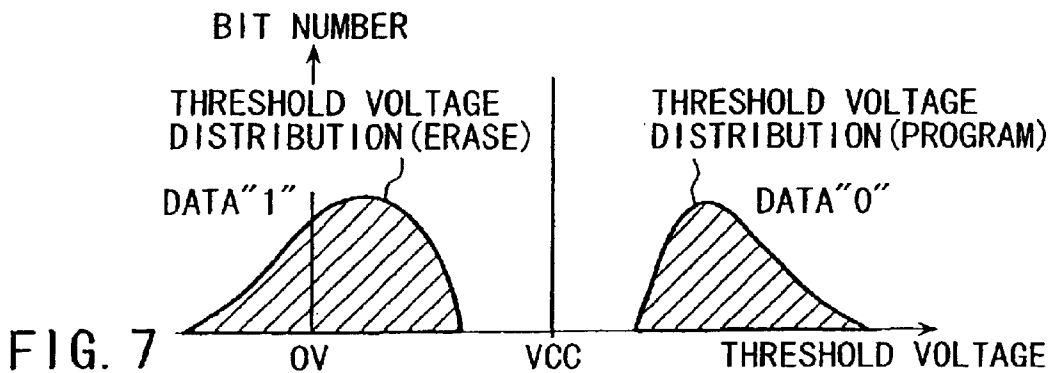 BIT NUMBER
THRESHOLD VOLTAGE
DISTRIBUTION(ERASE)
THRESHOLD VOLTAGE
DISTRIBUTION(PROGRAM)
DATA"1"
DATA"0"
FIG. 7
0V
VCC
THRESHOLD VOLTAGE